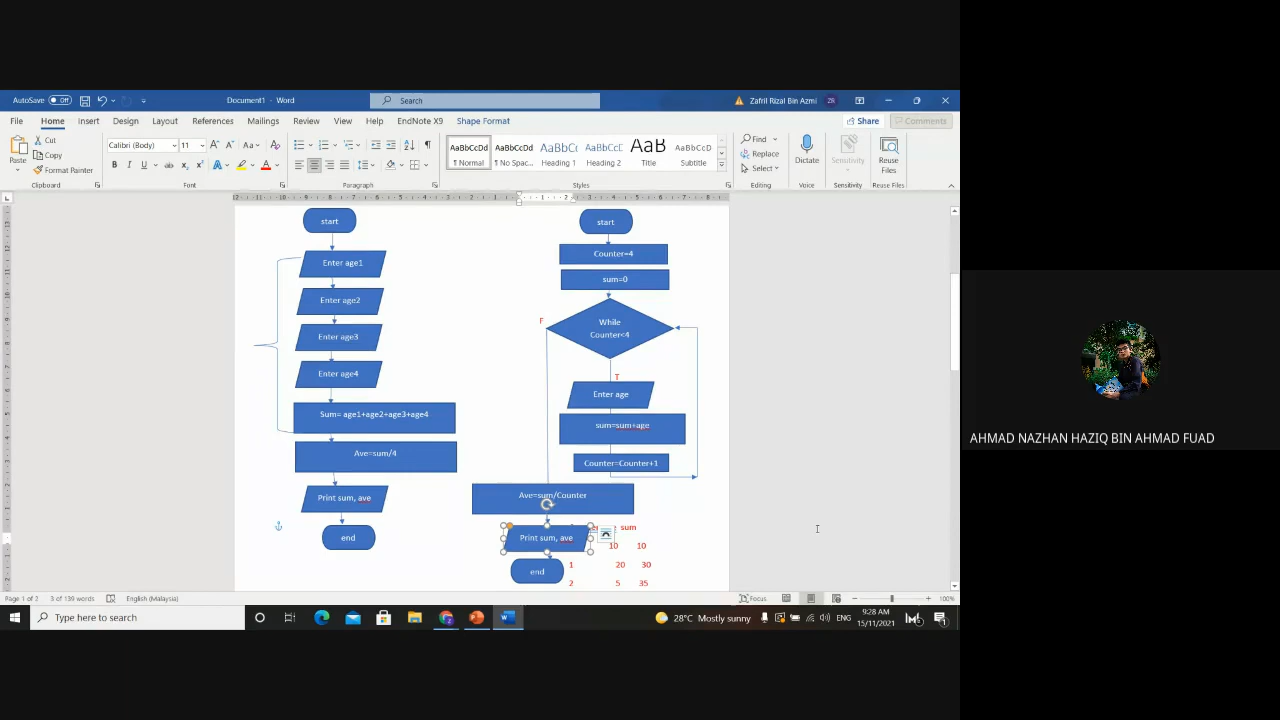 AutoSave Off Document1 - Word Search Zafril Rizal Bin Azmi ZR
File Home Insert Design Layout References Mailings Review View Help EndNote X9 Shape Format Share Comments
Cut
Copy
Format Painter
Paste
Calibri (Body) 11
AaBbCcDd AaBbCcDd AaBbCc AaBbCcC AaB AaBbCcD
¶ Normal ¶ No Spac... Heading 1 Heading 2 Title Subtitle
Find
Replace
Select
Dictate
Sensitivity
Reuse Files
Clipboard Font Paragraph Styles Editing Voice Sensitivity Reuse Files
start
Enter age1
Enter age2
Enter age3
Enter age4
Sum= age1+age2+age3+age4
Ave=sum/4
Print sum, ave
end
start
Counter=4
sum=0
While
Counter<4
F
T
Enter age
sum=sum+age
Counter=Counter+1
Ave=sum/Counter
Print sum, ave
end
sum
10 10
1 20 30
2 5 35
AHMAD NAZHAN HAZIQ BIN AHMAD FUAD
Page 1 of 2 3 of 139 words English (Malaysia) Focus 100%
Type here to search
28°C Mostly sunny ENG 9:28 AM
15/11/2021